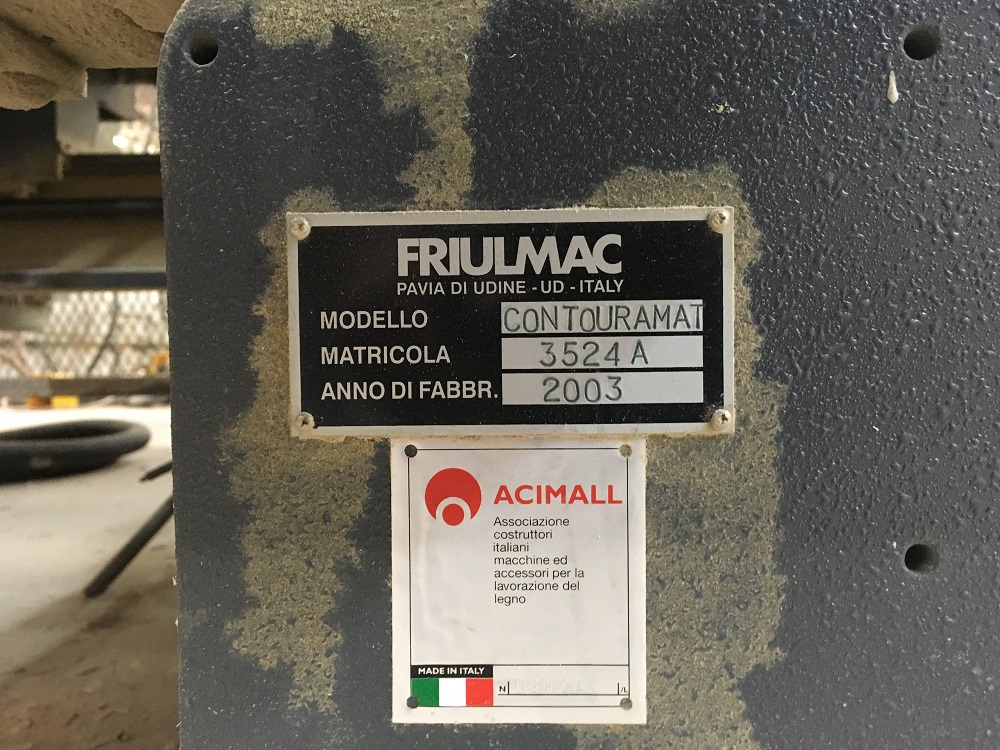 FRIULMAC
PAVIA DI UDINE - UD - ITALY
MODELLO CONTOURAMAT
MATRICOLA 3524 A
ANNO DI FABBR. 2003
ACIMALL
Associazione
costruttori
italiani
macchine ed
accessori per la
lavorazione del
legno
MADE IN ITALY
N /L